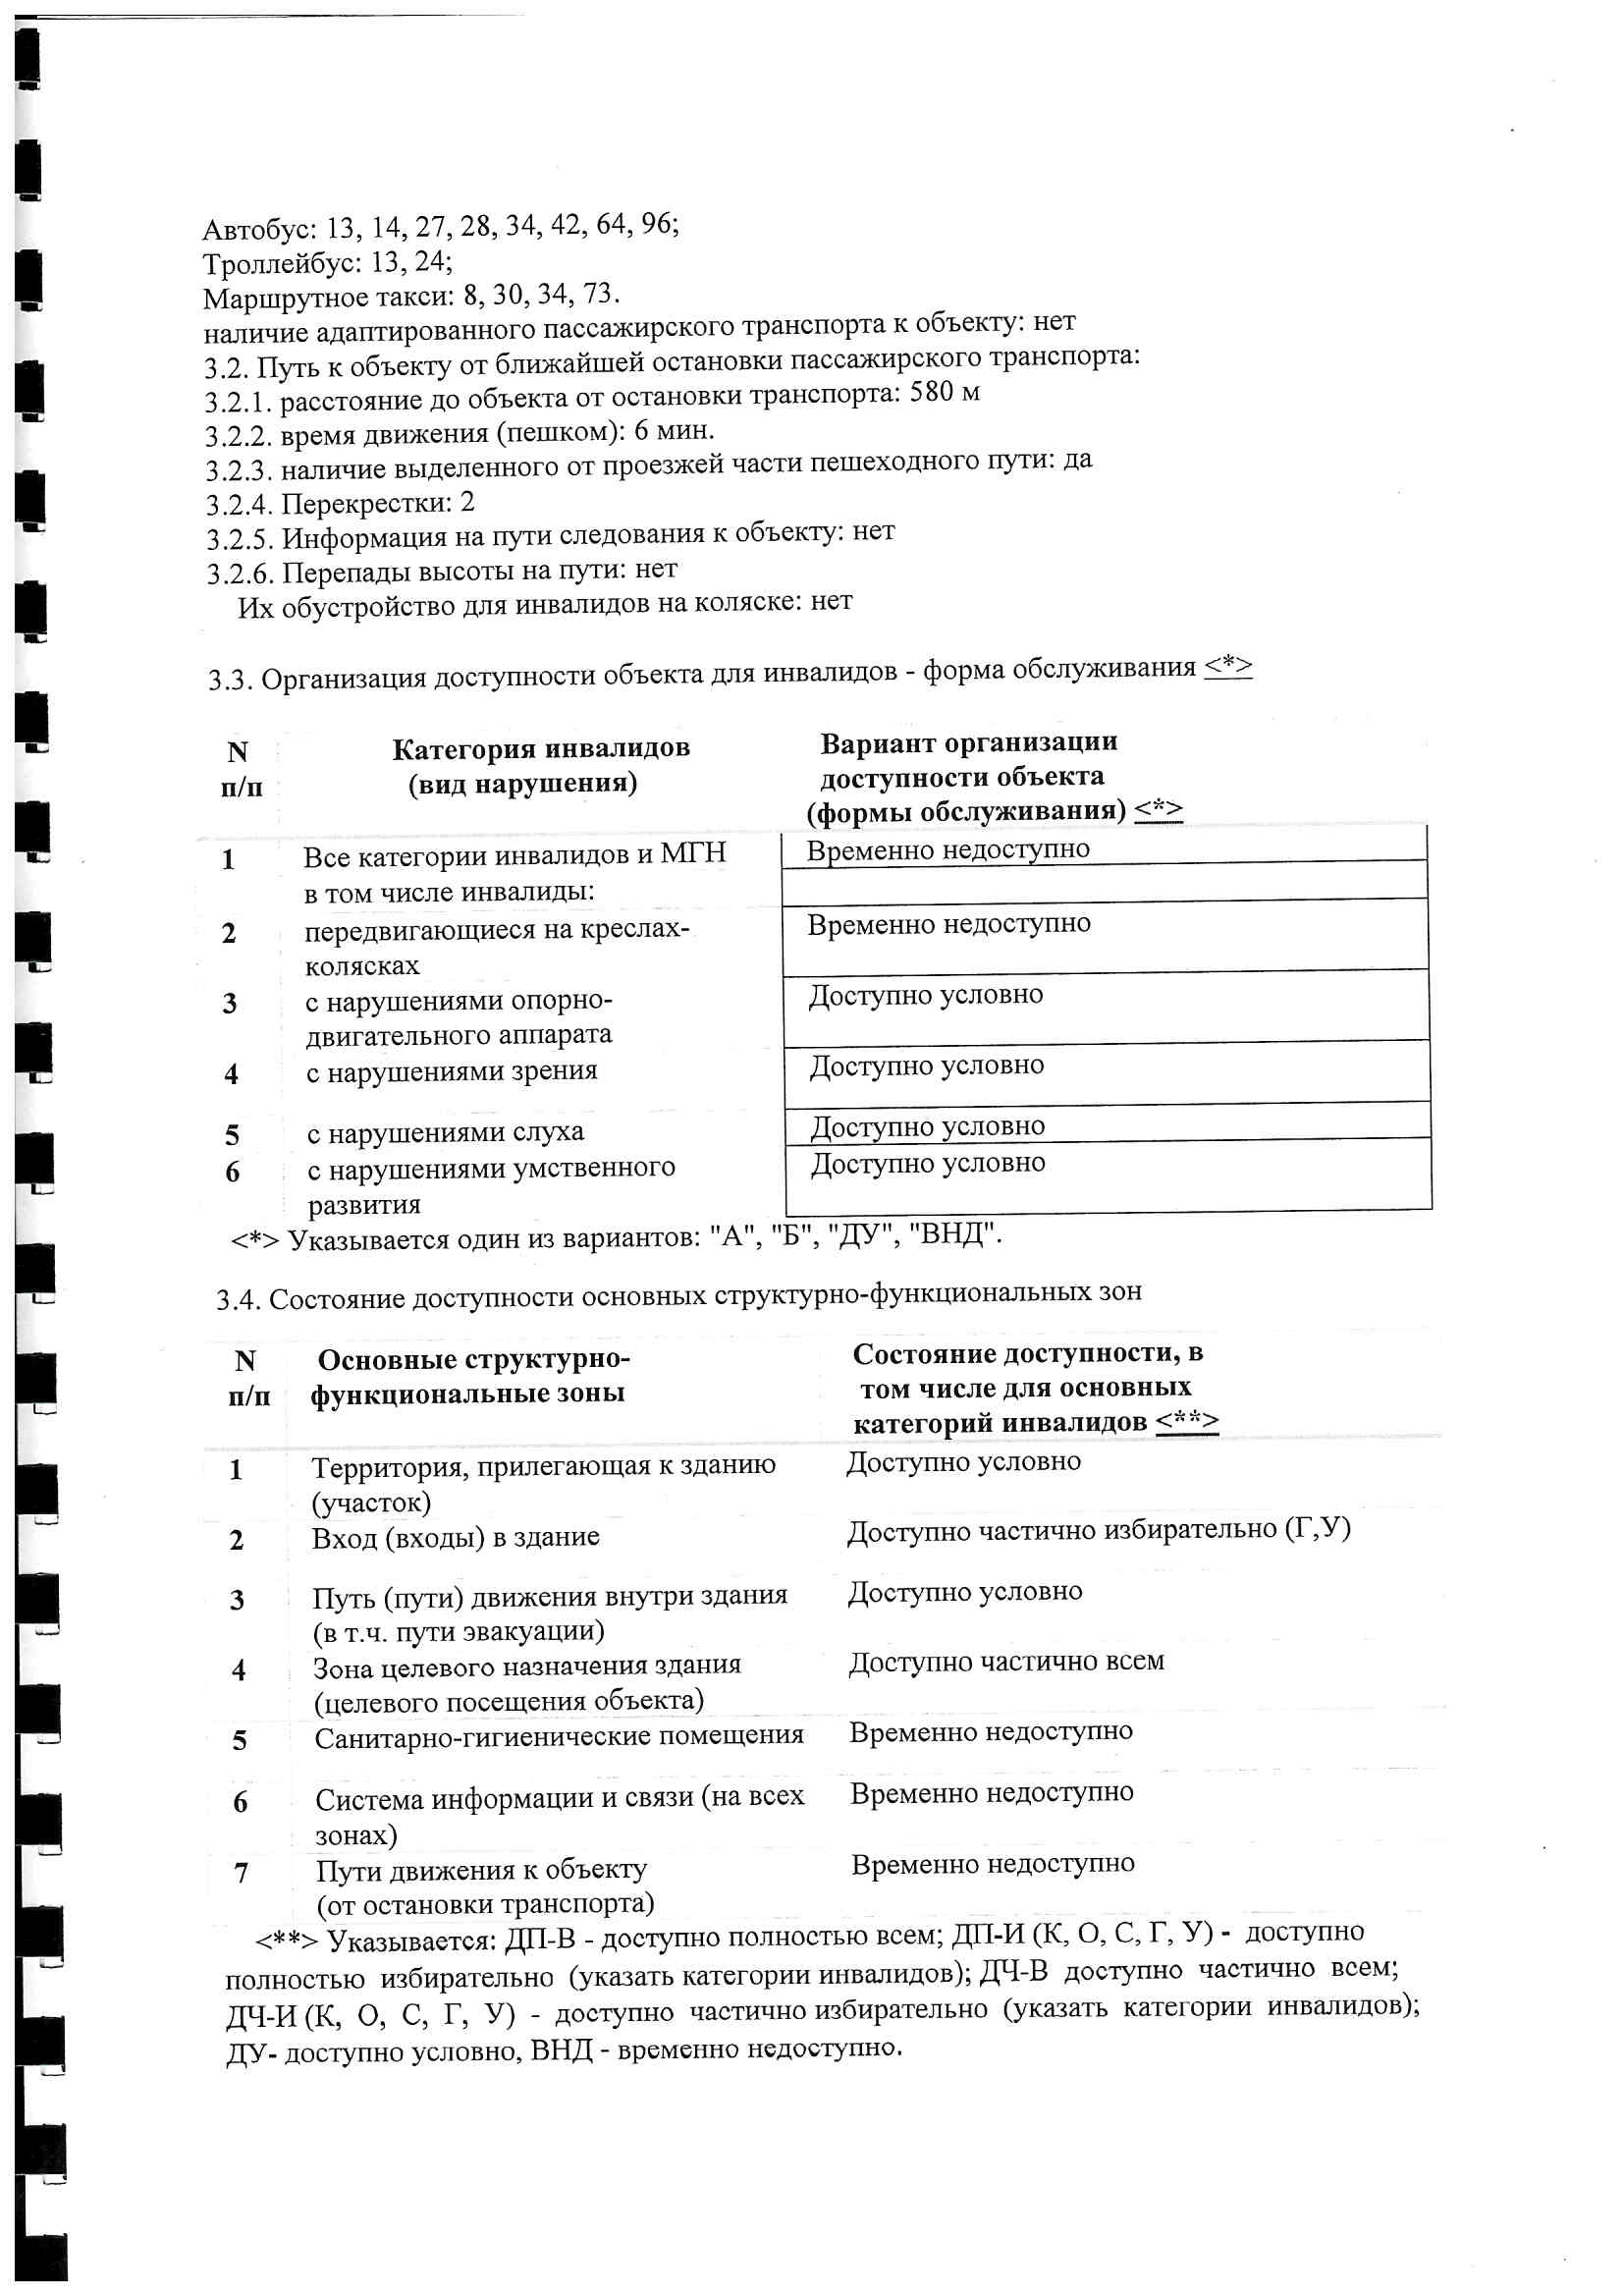 Автобус: 13, 14, 27, 28, 34, 42, 64, 96;
Троллейбус: 13, 24;
Маршрутное такси: 8, 30, 34, 73.
наличие адаптированного пассажирского транспорта к объекту: нет
3.2. Путь к объекту от ближайшей остановки пассажирского транспорта:
3.2.1. расстояние до объекта от остановки транспорта: 580 м
3.2.2. время движения (пешком): 6 мин.
3.2.3. наличие выделенного от проезжей части пешеходного пути: да
3.2.4. Перекрестки: 2
3.2.5. Информация на пути следования к объекту: нет
3.2.6. Перепады высоты на пути: нет
Их обустройство для инвалидов на коляске: нет
3.3. Организация доступности объекта для инвалидов - форма обслуживания <*>
N Категория инвалидов Вариант организации
п/п (вид нарушения) доступности объекта
(формы обслуживания) <*>
1 Все категории инвалидов и МГН Временно недоступно
в том числе инвалиды:
2 передвигающиеся на креслах- Временно недоступно
колясках
3 с нарушениями опорно- Доступно условно
двигательного аппарата
4 с нарушениями зрения Доступно условно
5 с нарушениями слуха Доступно условно
6 с нарушениями умственного Доступно условно
развития
<*> Указывается один из вариантов: "А", "Б", "ДУ", "ВНД".
3.4. Состояние доступности основных структурно-функциональных зон
N Основные структурно- Состояние доступности, в
п/п функциональные зоны том числе для основных
категорий инвалидов <**>
1 Территория, прилегающая к зданию Доступно условно
(участок)
2 Вход (входы) в здание Доступно частично избирательно (Г,У)
3 Путь (пути) движения внутри здания Доступно условно
(в т.ч. пути эвакуации)
4 Зона целевого назначения здания Доступно частично всем
(целевого посещения объекта)
5 Санитарно-гигиенические помещения Временно недоступно
6 Система информации и связи (на всех Временно недоступно
зонах)
7 Пути движения к объекту Временно недоступно
(от остановки транспорта)
<**> Указывается: ДП-В - доступно полностью всем; ДП-И (К, О, С, Г, У) - доступно
полностью избирательно (указать категории инвалидов); ДЧ-В доступно частично всем;
ДЧ-И (К, О, С, Г, У) - доступно частично избирательно (указать категории инвалидов);
ДУ- доступно условно, ВНД - временно недоступно.